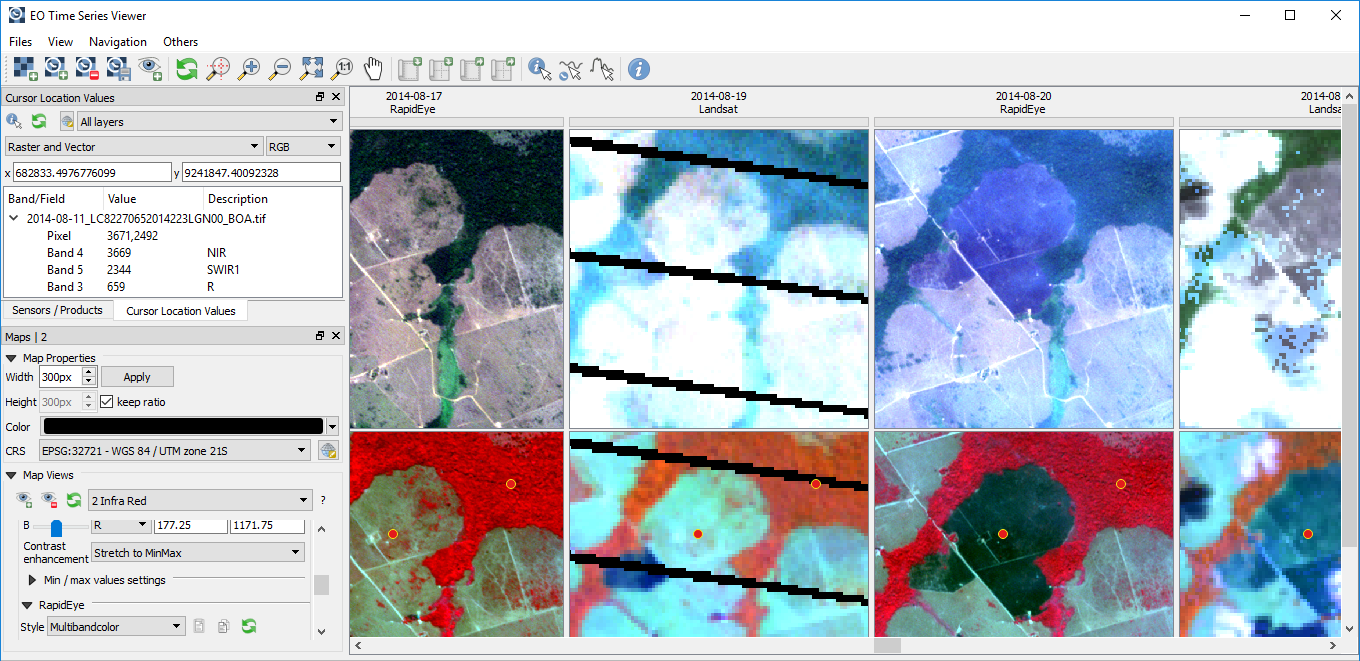 EO Time Series Viewer
Files View Navigation Others
1:1
Cursor Location Values
All layers
Raster and Vector RGB
x 682833.4976776099 y 9241847.40092328
Band/Field Value Description
2014-08-11_LC82270652014223LGN00_BOA.tif
Pixel 3671,2492
Band 4 3669 NIR
Band 5 2344 SWIR1
Band 3 659 R
Sensors / Products Cursor Location Values
Maps | 2
Map Properties
Width 300px Apply
Height 300px keep ratio
Color
CRS EPSG:32721 - WGS 84 / UTM zone 21S
Map Views
2 Infra Red ?
B R 177.25 1171.75
Contrast
enhancement Stretch to MinMax
Min / max values settings
RapidEye
Style Multibandcolor
2014-08-17
RapidEye
2014-08-19
Landsat
2014-08-20
RapidEye
2014-08
Landsa